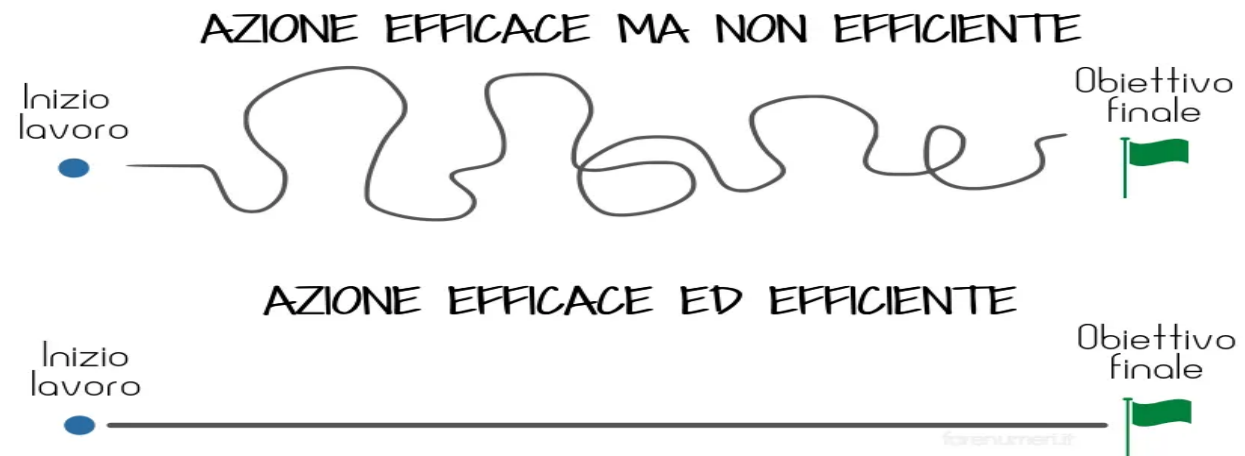 AZIONE EFFICACE MA NON EFFICIENTE
Inizio
lavoro
Obiettivo
finale
AZIONE EFFICACE ED EFFICIENTE
Inizio
lavoro
Obiettivo
finale
farenumeri.it